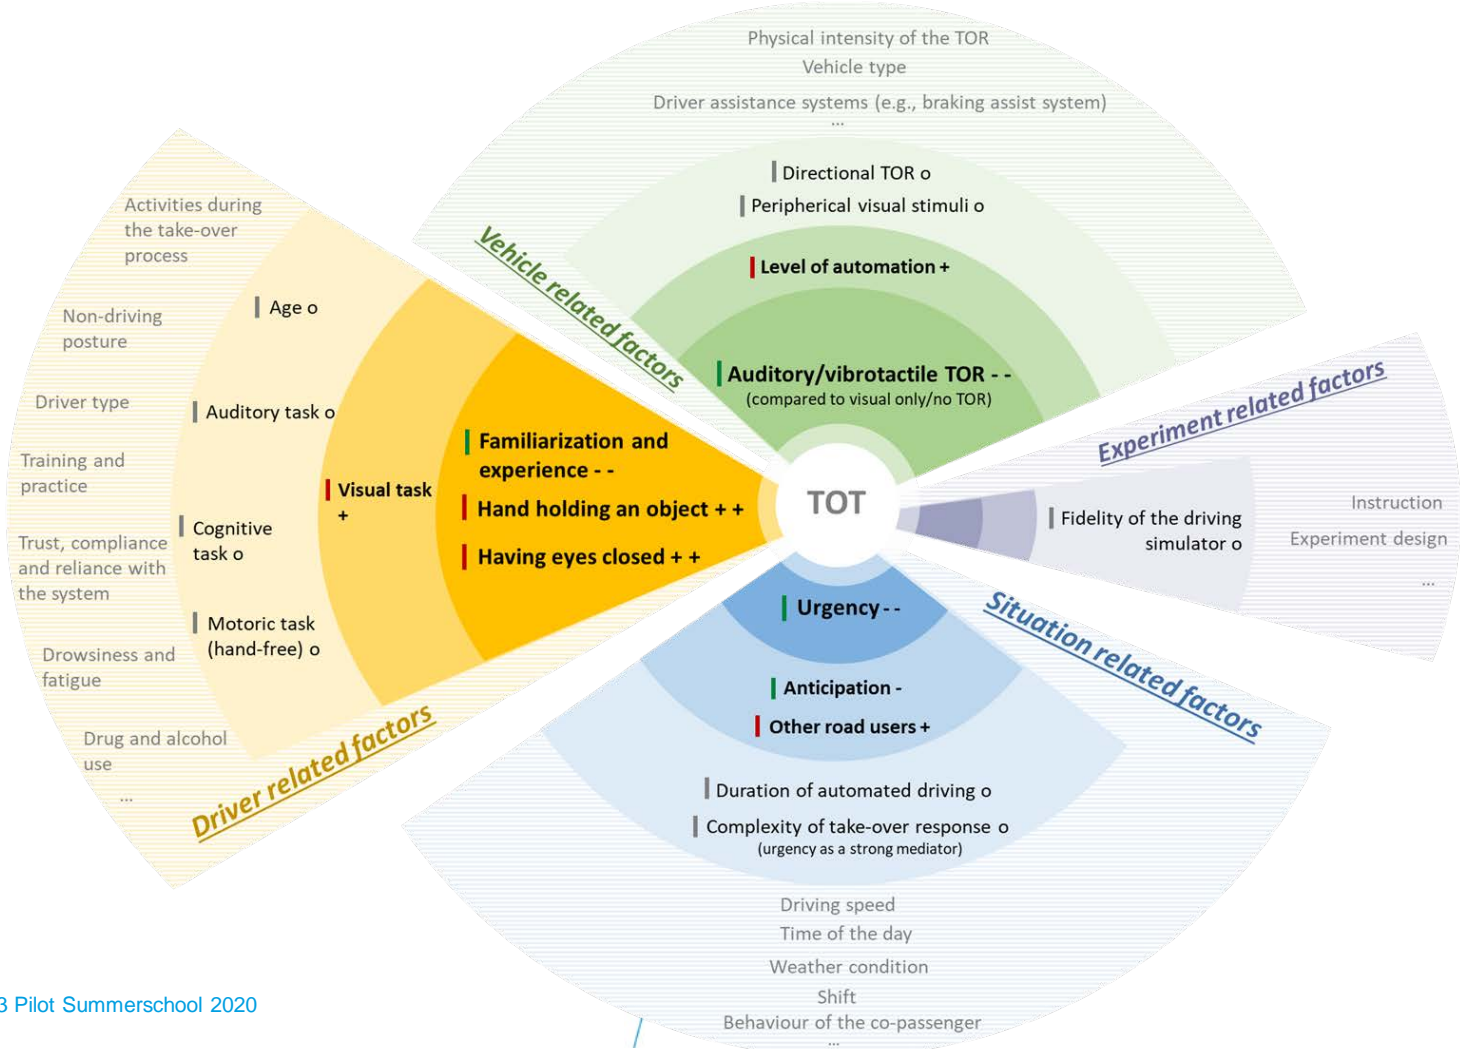 Physical intensity of the TOR
Vehicle type
Driver assistance systems (e.g., braking assist system)
...
Directional TOR o
Peripherical visual stimuli o
Level of automation +
Auditory/vibrotactile TOR - -
(compared to visual only/no TOR)
Vehicle related factors
Activities during
the take-over
process
Non-driving
posture
Driver type
Training and
practice
Trust, compliance
and reliance with
the system
Drowsiness and
fatigue
Drug and alcohol
use
...
Age o
Auditory task o
Cognitive
task o
Motoric task
(hand-free) o
Visual task
+
Familiarization and
experience - -
Hand holding an object + +
Having eyes closed + +
Driver related factors
TOT
Experiment related factors
Fidelity of the driving
simulator o
Instruction
Experiment design
...
Situation related factors
Urgency - -
Anticipation -
Other road users +
Duration of automated driving o
Complexity of take-over response o
(urgency as a strong mediator)
Driving speed
Time of the day
Weather condition
Shift
Behaviour of the co-passenger
...
3 Pilot Summerschool 2020